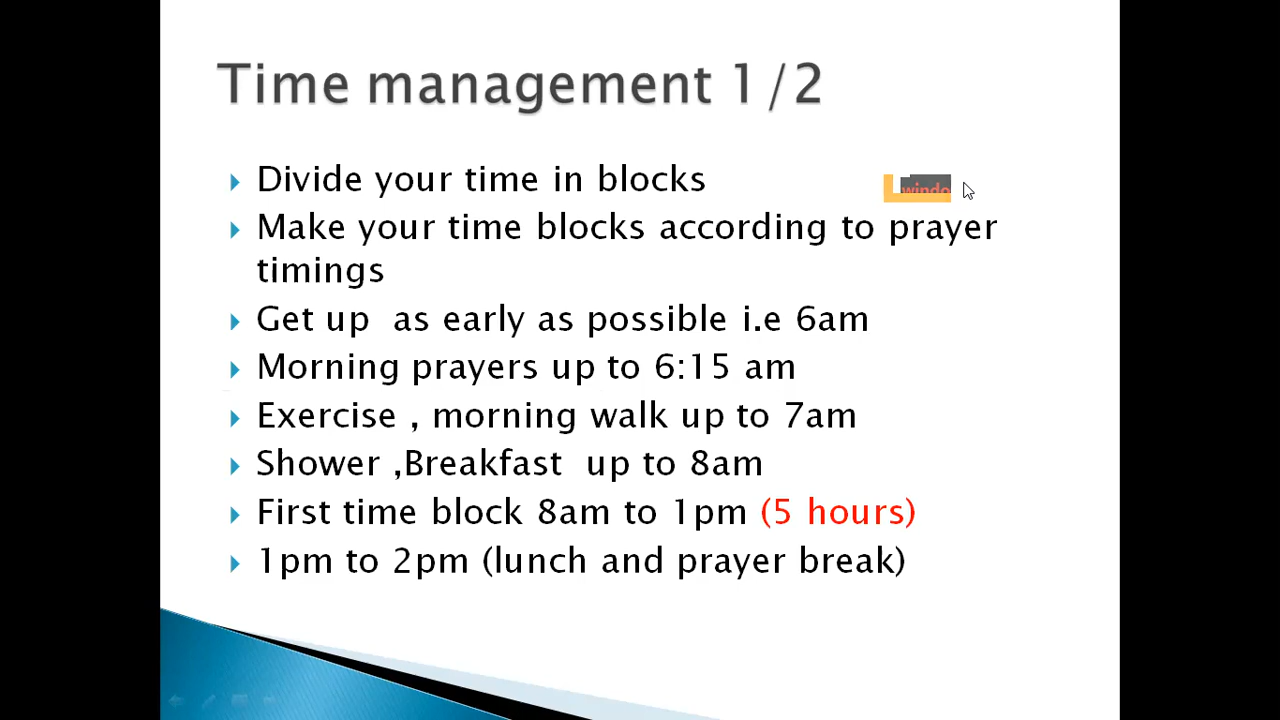 Time management 1/2
Divide your time in blocks
windo
Make your time blocks according to prayer
timings
Get up  as early as possible i.e 6am
Morning prayers up to 6:15 am
Exercise , morning walk up to 7am
Shower ,Breakfast  up to 8am
First time block 8am to 1pm (5 hours)
1pm to 2pm (lunch and prayer break)